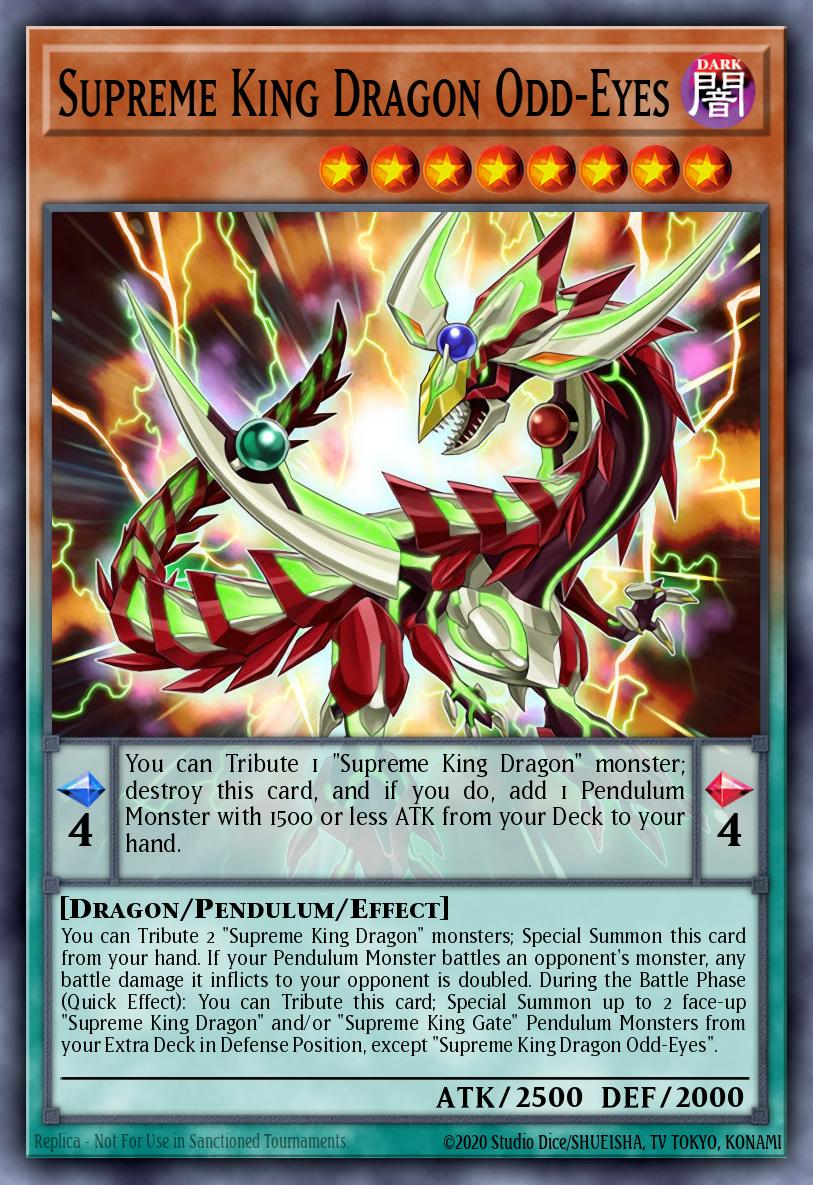 Supreme King Dragon Odd-Eyes
DARK
闇
You can Tribute 1 "Supreme King Dragon" monster;
destroy this card, and if you do, add 1 Pendulum
Monster with 1500 or less ATK from your Deck to your
hand.
4
4
[Dragon/Pendulum/Effect]
You can Tribute 2 "Supreme King Dragon" monsters; Special Summon this card
from your hand. If your Pendulum Monster battles an opponent's monster, any
battle damage it inflicts to your opponent is doubled. During the Battle Phase
(Quick Effect): You can Tribute this card; Special Summon up to 2 face-up
"Supreme King Dragon" and/or "Supreme King Gate" Pendulum Monsters from
your Extra Deck in Defense Position, except "Supreme King Dragon Odd-Eyes".
ATK/2500 DEF/2000
Replica - Not For Use in Sanctioned Tournaments.
©2020 Studio Dice/SHUEISHA, TV TOKYO, KONAMI